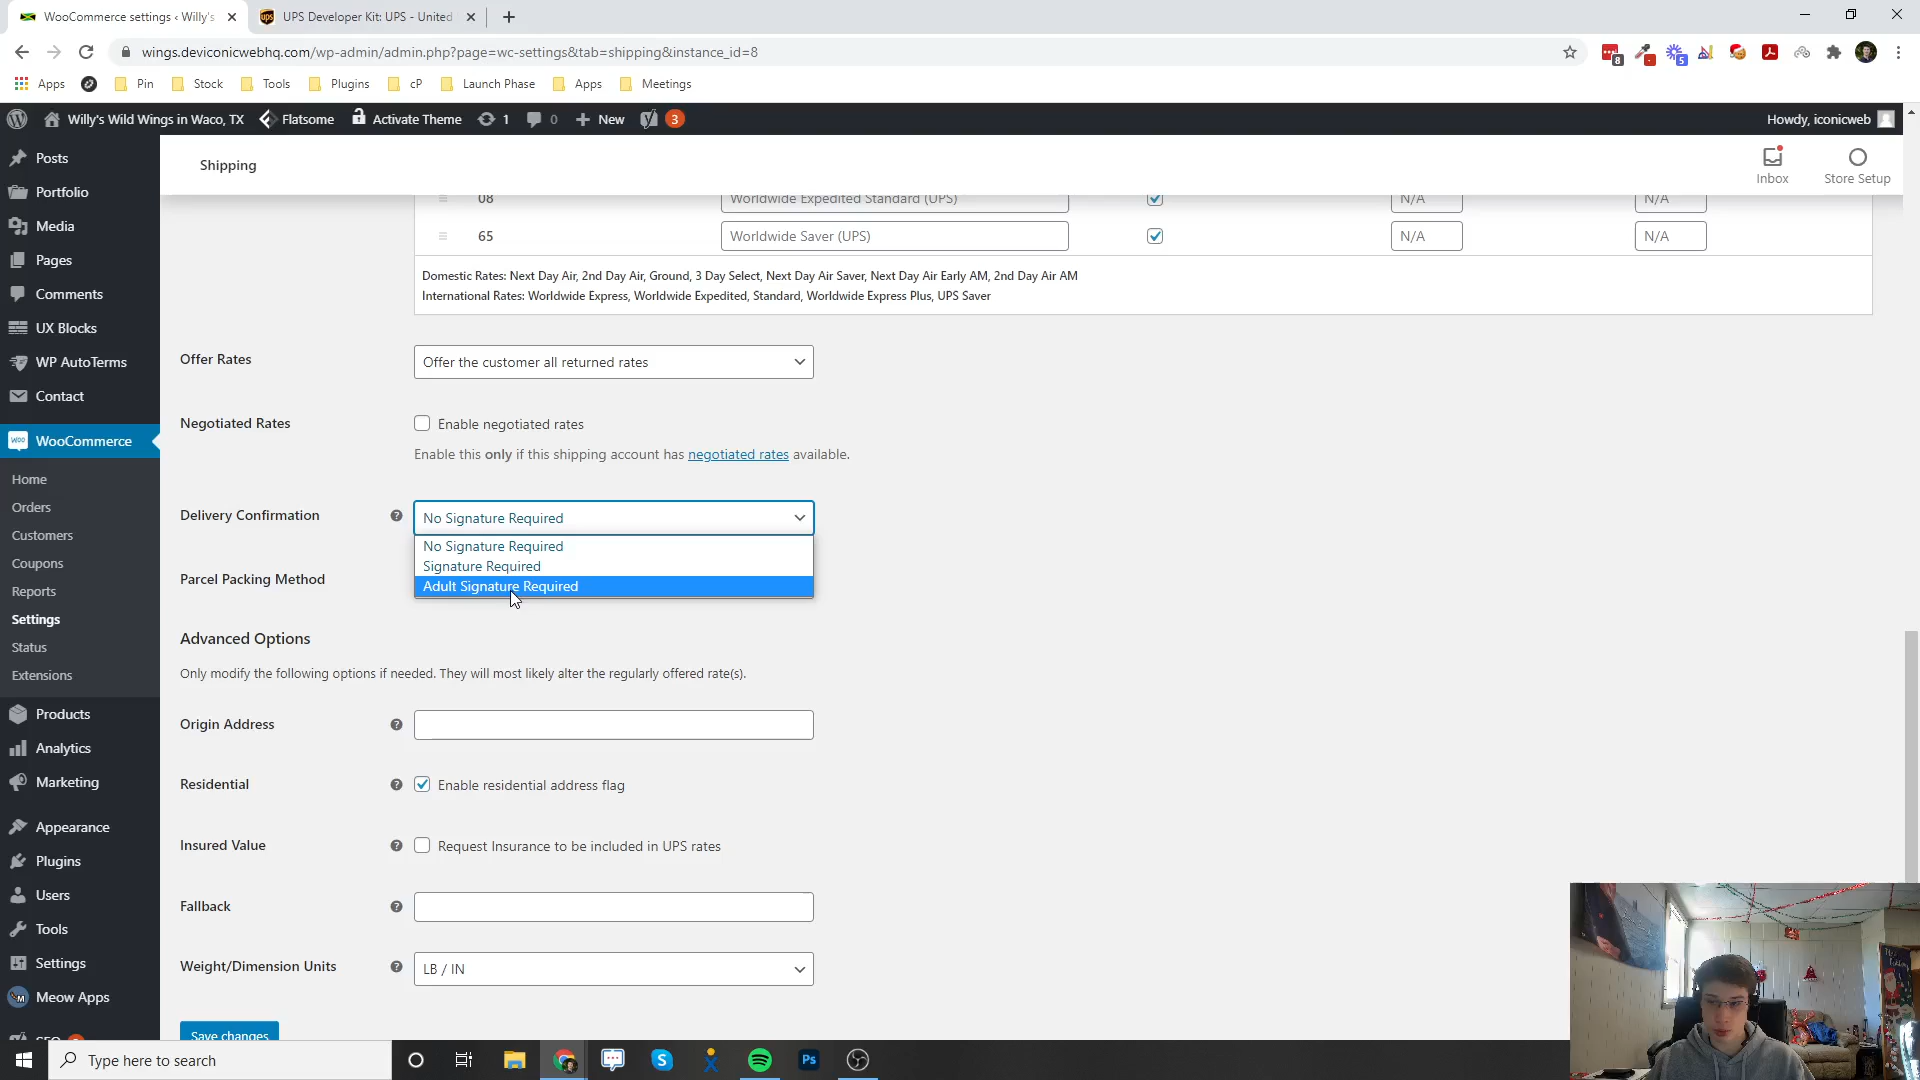 WooCommerce settings ‹ Willy's
UPS Developer Kit: UPS - United
wings.deviconicwebhq.com/wp-admin/admin.php?page=wc-settings&tab=shipping&instance_id=8
8
5
Apps
Pin
Stock
Tools
Plugins
cP
Launch Phase
Apps
Meetings
Willy's Wild Wings in Waco, TX
Flatsome
Activate Theme
1
0
New
3
Howdy, iconicweb
Posts
Portfolio
Media
Pages
Comments
UX Blocks
WP AutoTerms
Contact
WooCommerce
Home
Orders
Customers
Coupons
Reports
Settings
Status
Extensions
Products
Analytics
Marketing
Appearance
Plugins
Users
Tools
Settings
Meow Apps
Shipping
Inbox
Store Setup
08
Worldwide Expedited Standard (UPS)
N/A
N/A
65
Worldwide Saver (UPS)
N/A
N/A
Domestic Rates: Next Day Air, 2nd Day Air, Ground, 3 Day Select, Next Day Air Saver, Next Day Air Early AM, 2nd Day Air AM
International Rates: Worldwide Express, Worldwide Expedited, Standard, Worldwide Express Plus, UPS Saver
Offer Rates
Offer the customer all returned rates
Negotiated Rates
Enable negotiated rates
Enable this only if this shipping account has negotiated rates available.
Delivery Confirmation
No Signature Required
No Signature Required
Signature Required
Adult Signature Required
Parcel Packing Method
Advanced Options
Only modify the following options if needed. They will most likely alter the regularly offered rate(s).
Origin Address
Residential
Enable residential address flag
Insured Value
Request Insurance to be included in UPS rates
Fallback
Weight/Dimension Units
LB / IN
Save changes
Type here to search
Ps